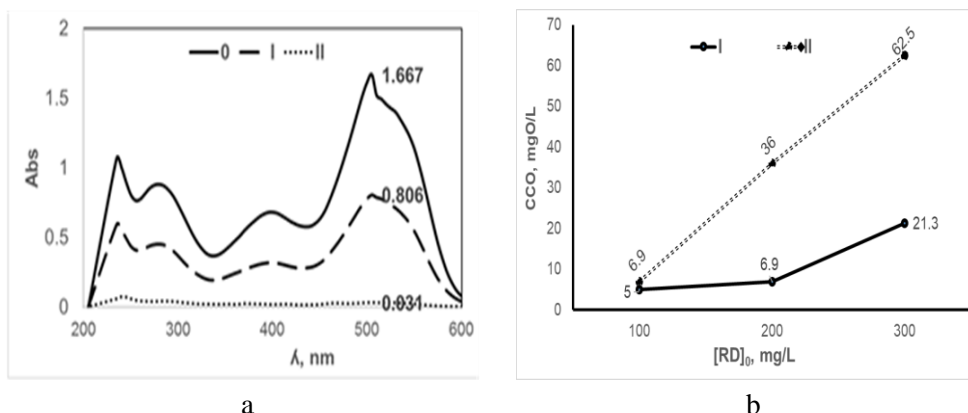 2
1.5
1
0.5
0
200 300 400 500 600
Abs
λ, nm
0 I II
1.667
0.806
0.031
a
70
60
50
40
30
20
10
0
100 200 300
CCO, mgO/L
[RD]₀, mg/L
I II
6.9
36
62.5
5
6.9
21.3
b